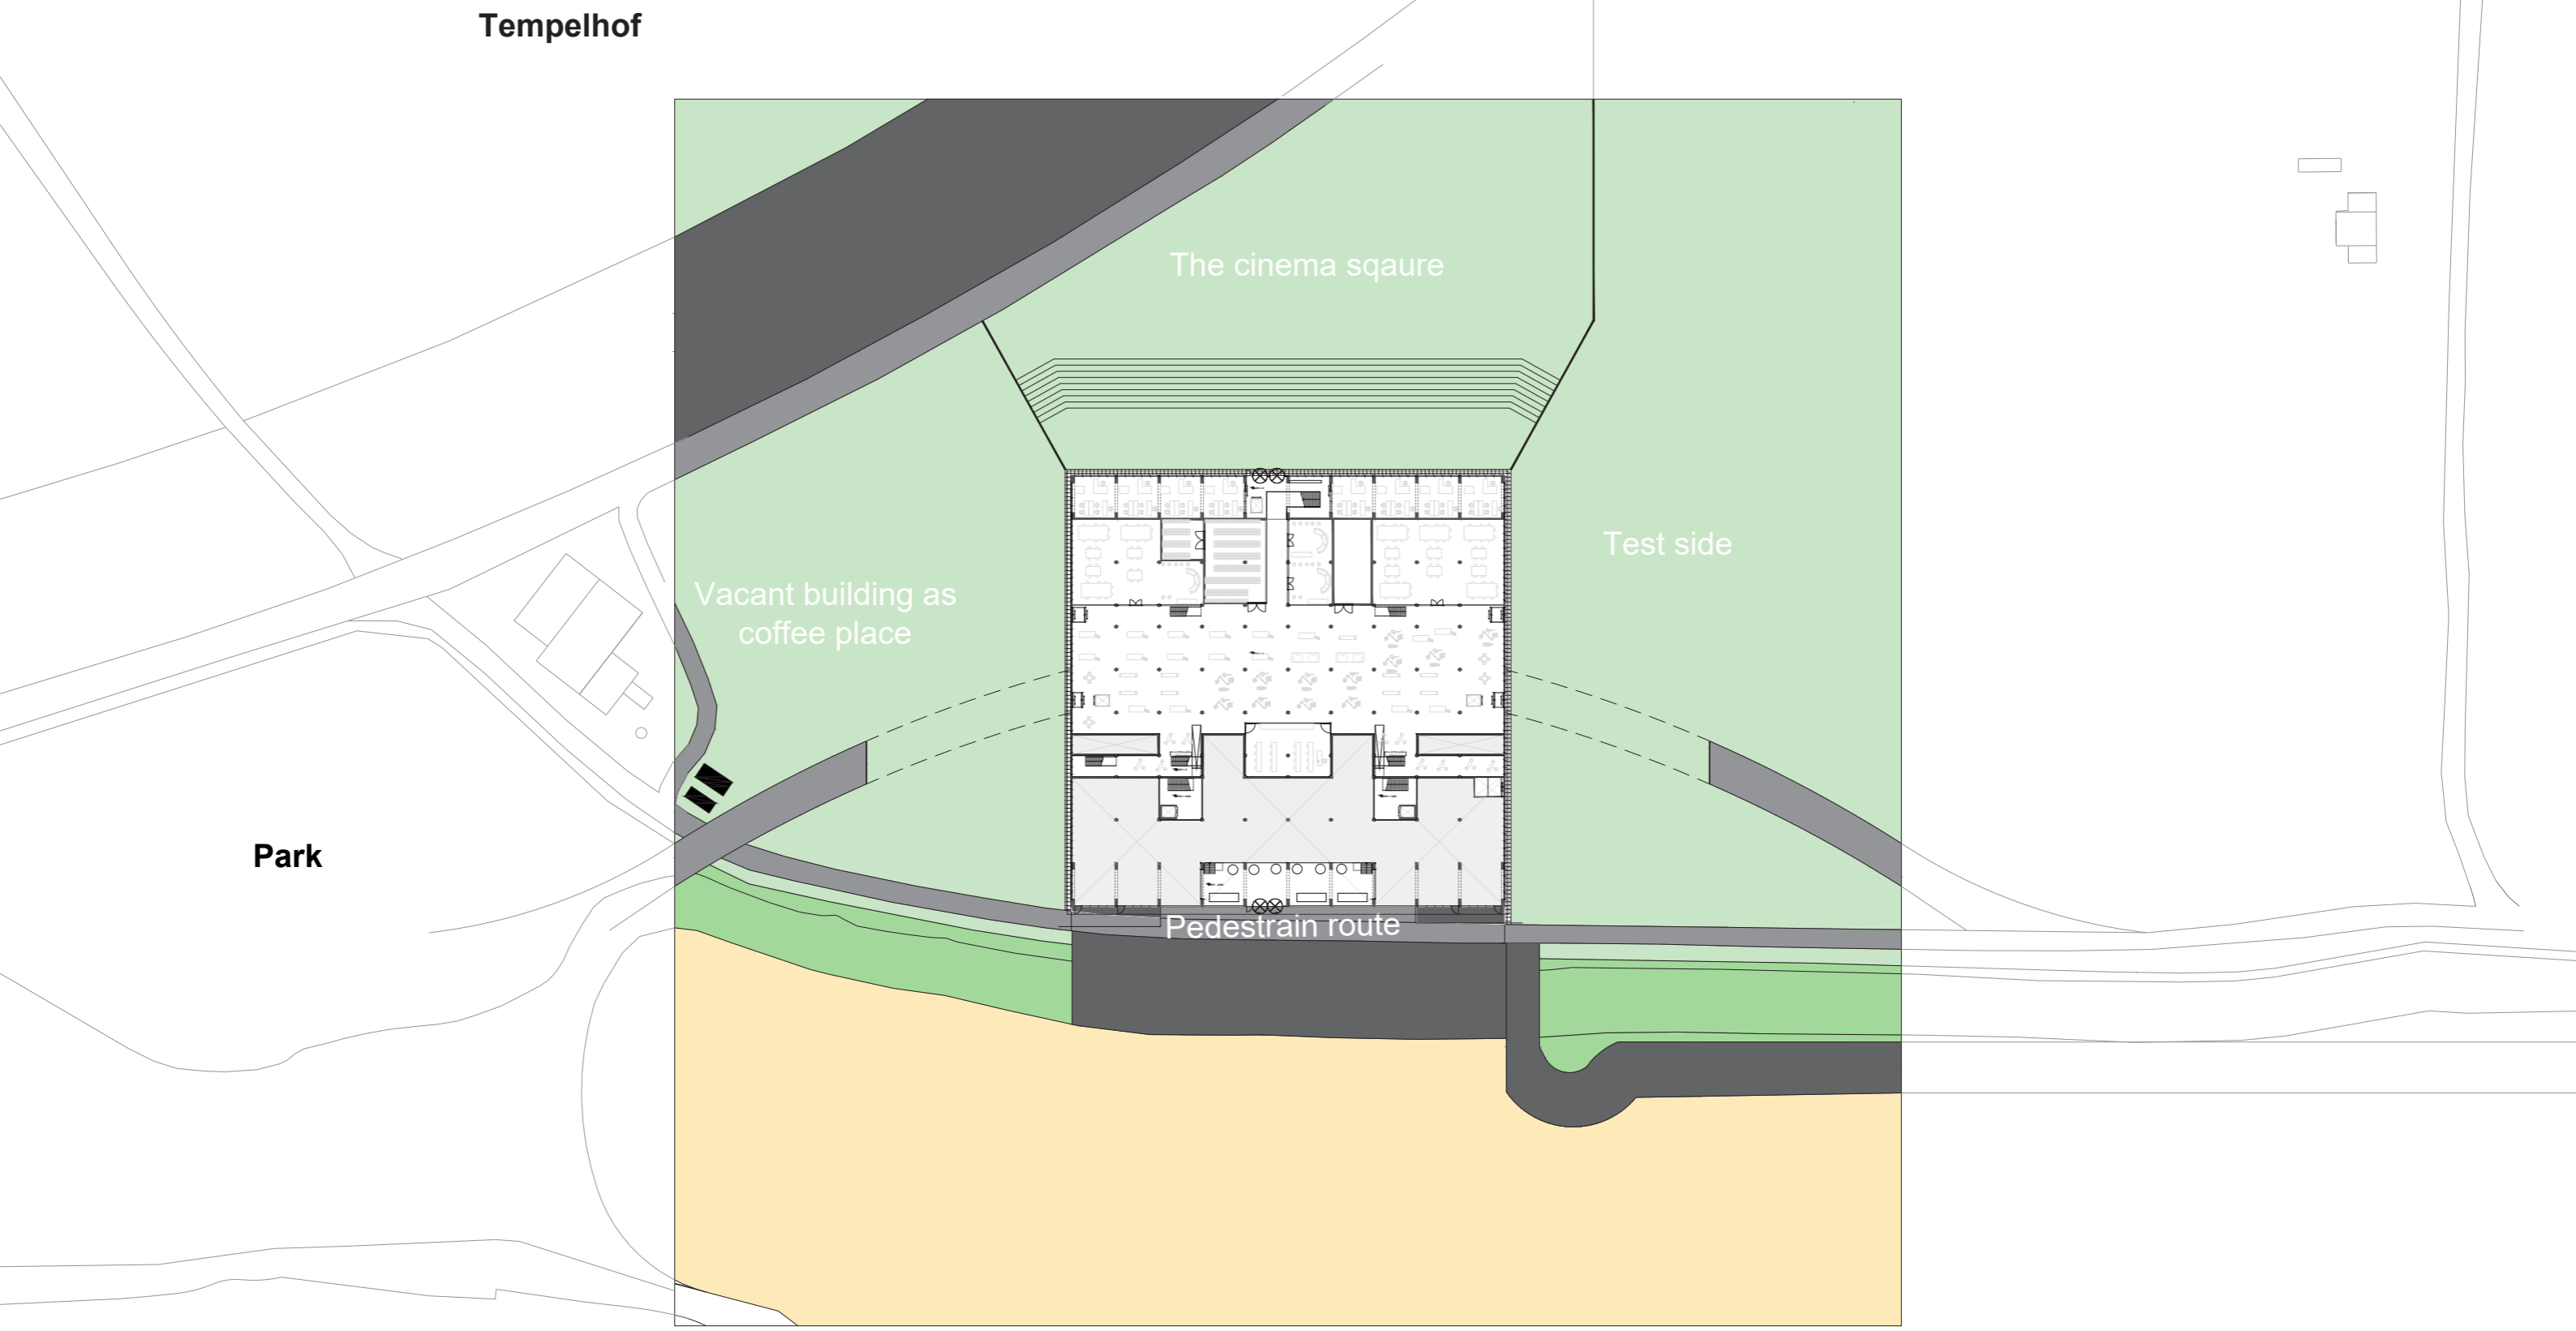 Tempelhof
The cinema sqaure
Test side
Vacant building as
coffee place
Park
Pedestrain route